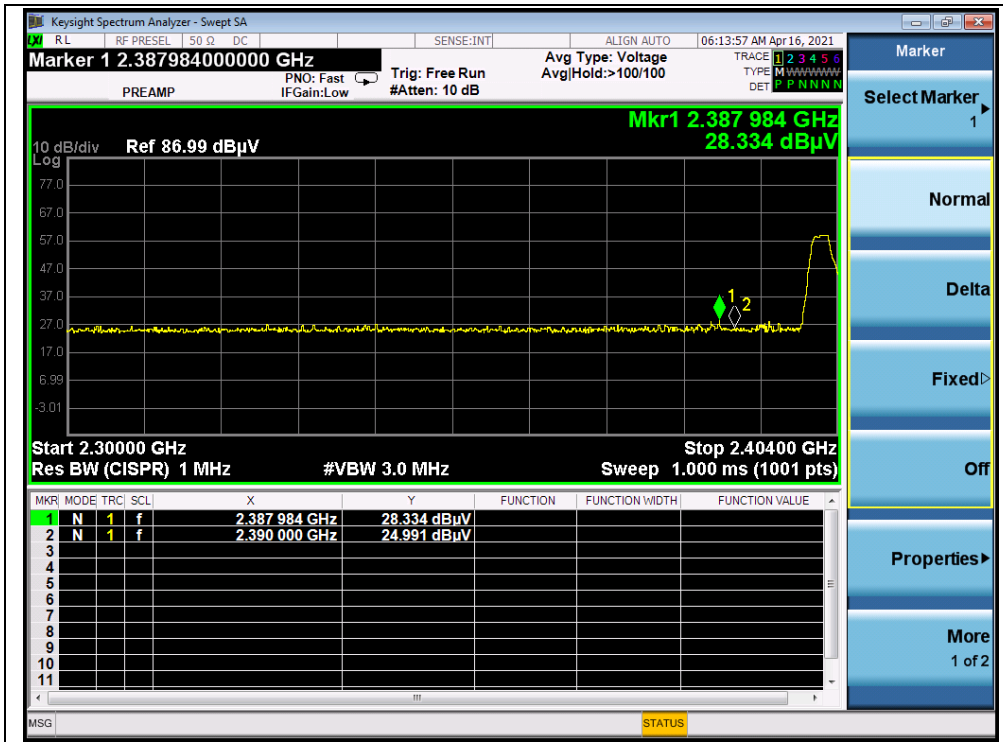 Keysight Spectrum Analyzer - Swept SA
LXI RL RF PRESEL 50 Ω DC SENSE:INT ALIGN AUTO 06:13:57 AM Apr 16, 2021
Marker 1 2.387984000000 GHz
PREAMP
PNO: Fast
IFGain:Low
Trig: Free Run
#Atten: 10 dB
Avg Type: Voltage
Avg|Hold:>100/100
TRACE 1 2 3 4 5 6
TYPE M W W W W W
DET P P N N N N
Mkr1 2.387 984 GHz
28.334 dBµV
10 dB/div Ref 86.99 dBµV
Log
77.0
67.0
57.0
47.0
37.0
27.0
17.0
6.99
-3.01
1
2
Start 2.30000 GHz Stop 2.40400 GHz
Res BW (CISPR) 1 MHz #VBW 3.0 MHz Sweep 1.000 ms (1001 pts)
MKR MODE TRC SCL X Y FUNCTION FUNCTION WIDTH FUNCTION VALUE
1 N 1 f 2.387 984 GHz 28.334 dBµV
2 N 1 f 2.390 000 GHz 24.991 dBµV
3
4
5
6
7
8
9
10
11
MSG STATUS
Marker
Select Marker
1
Normal
Delta
Fixed
Off
Properties
More
1 of 2